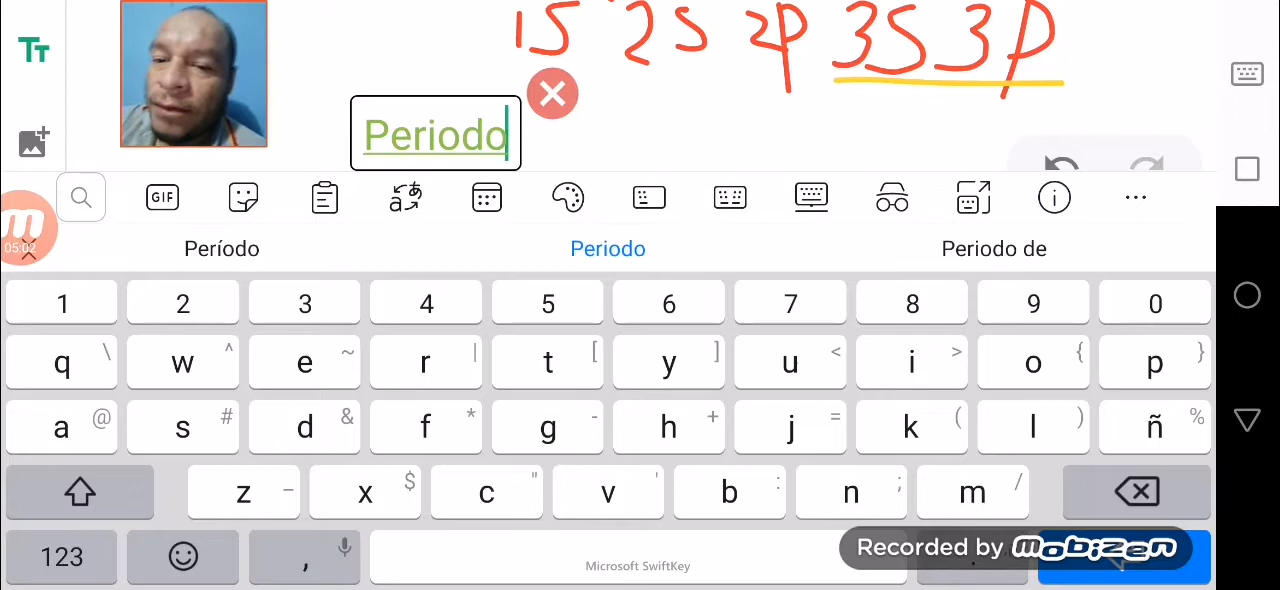 TT
1S 2S 2p 3S 3p
Periodo
GIF
05:02
Período Periodo Periodo de
1 2 3 4 5 6 7 8 9 0
q \ w ^ e ~ r | t [ y ] u < i > o { p }
a @ s # d & f * g - h + j = k ( l ) ñ %
z _ x $ c " v ' b : n ; m /
123 , Microsoft SwiftKey .
Recorded by mobizen